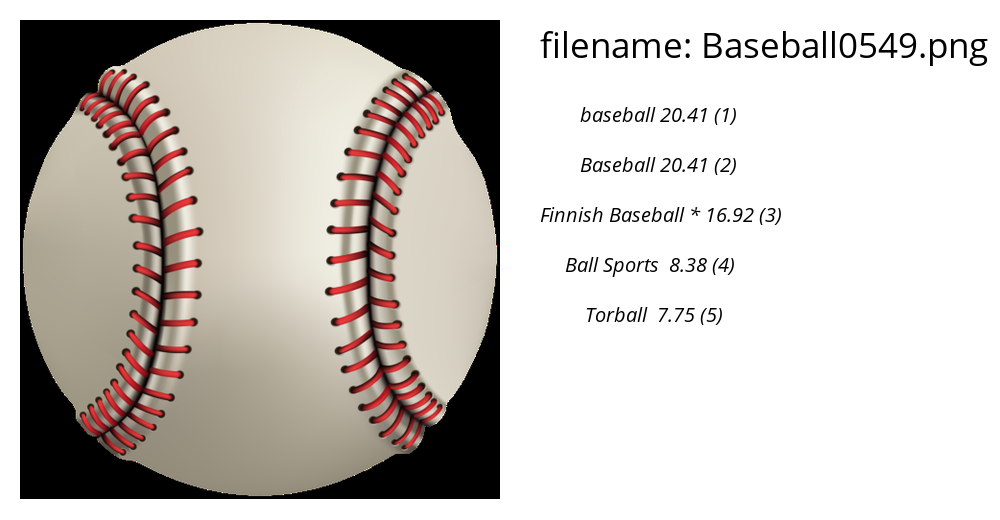 filename: Baseball0549.png
baseball 20.41 (1)
Baseball 20.41 (2)
Finnish Baseball * 16.92 (3)
Ball Sports 8.38 (4)
Torball 7.75 (5)